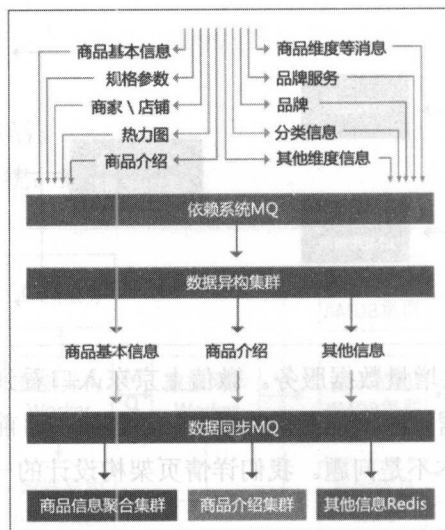 商品基本信息
商品维度等消息
规格参数
品牌服务
商家\店铺
品牌
热力图
分类信息
商品介绍
其他维度信息
依赖系统MQ
数据异构集群
商品基本信息
商品介绍
其他信息
数据同步MQ
商品信息聚合集群
商品介绍集群
其他信息Redis